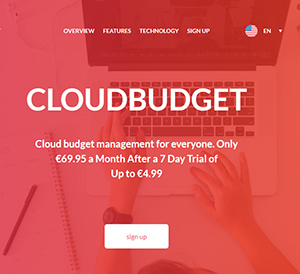 OVERVIEW FEATURES TECHNOLOGY SIGN UP EN
CLOUDBUDGET
Cloud budget management for everyone. Only
€69.95 a Month After a 7 Day Trial of
Up to €4.99
sign up